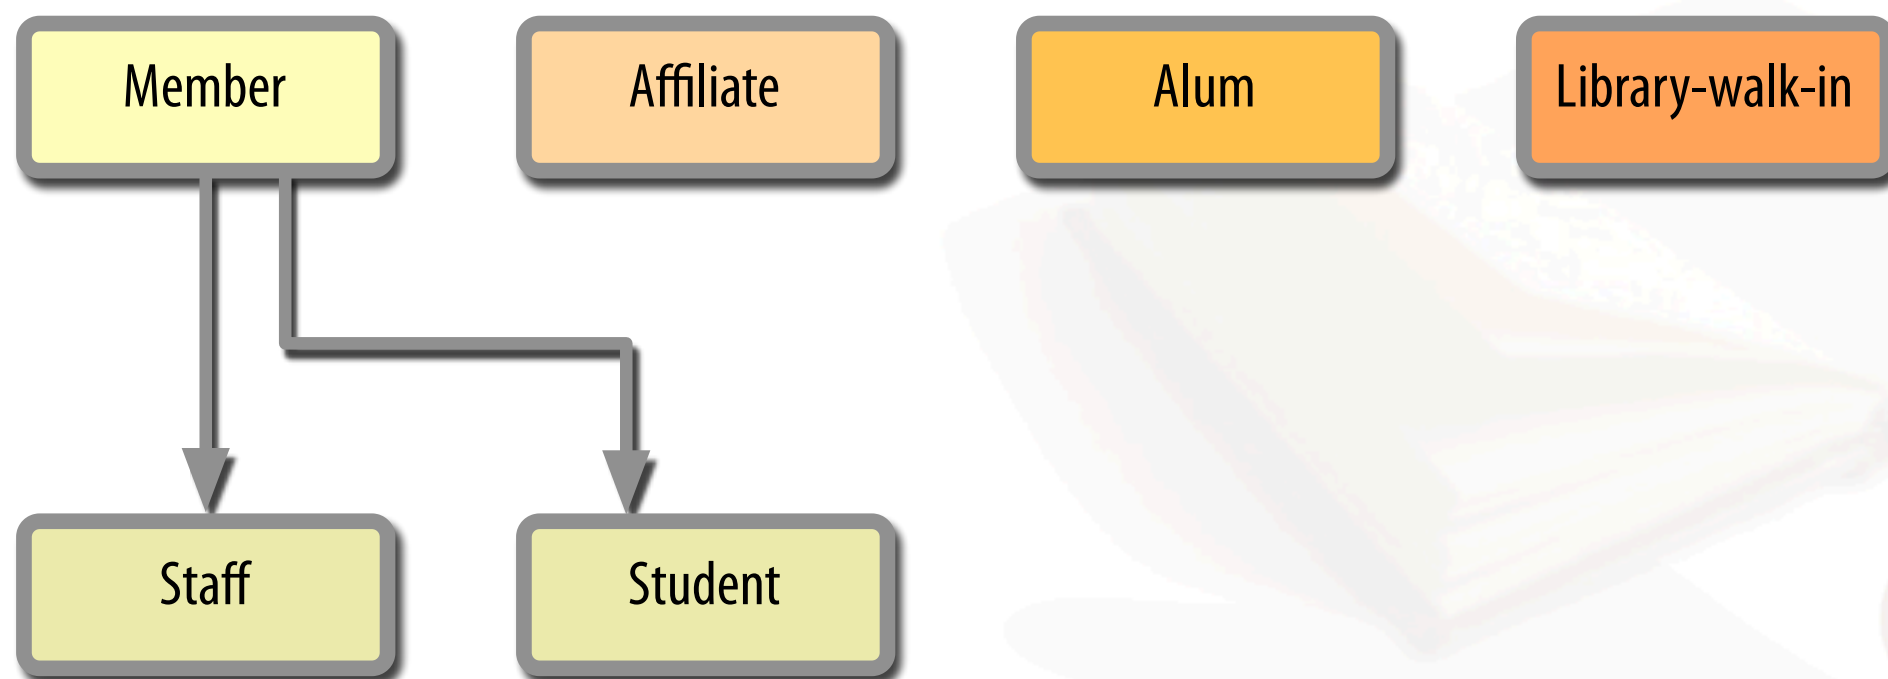 Member
Affiliate
Alum
Library-walk-in
Staff
Student